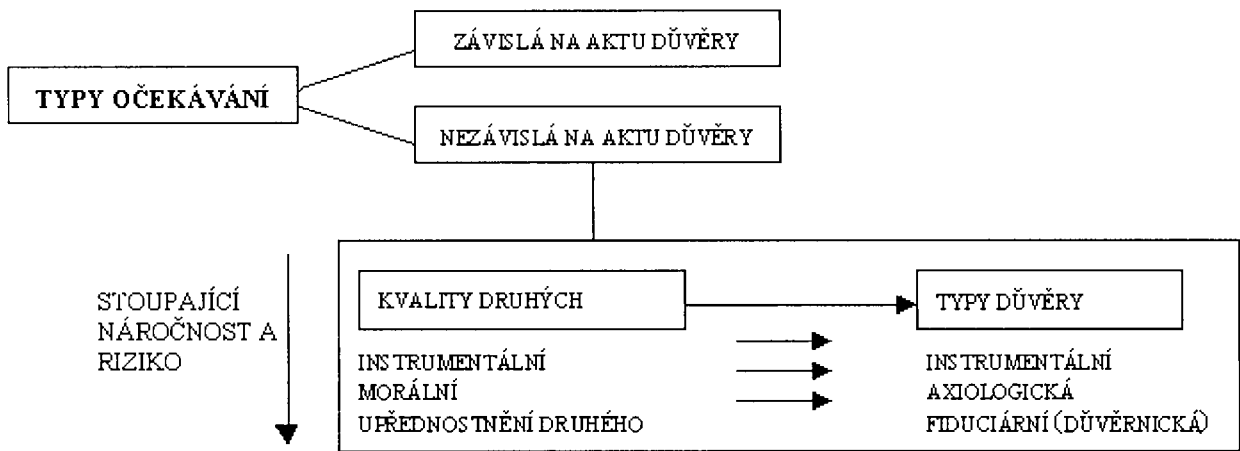 ZÁVISLÁ NA AKTU DŮVĚRY
TYPY OČEKÁVÁNÍ
NEZÁVISLÁ NA AKTU DŮVĚRY
STOUPAJÍCÍ
NÁROČNOST A
RIZIKO
KVALITY DRUHÝCH
TYPY DŮVĚRY
INSTRUMENTÁLNÍ
MORÁLNÍ
UPŘEDNOSTNĚNÍ DRUHÉHO
INSTRUMENTÁLNÍ
AXIOLOGICKÁ
FIDUCIÁRNÍ (DŮVĚRNICKÁ)